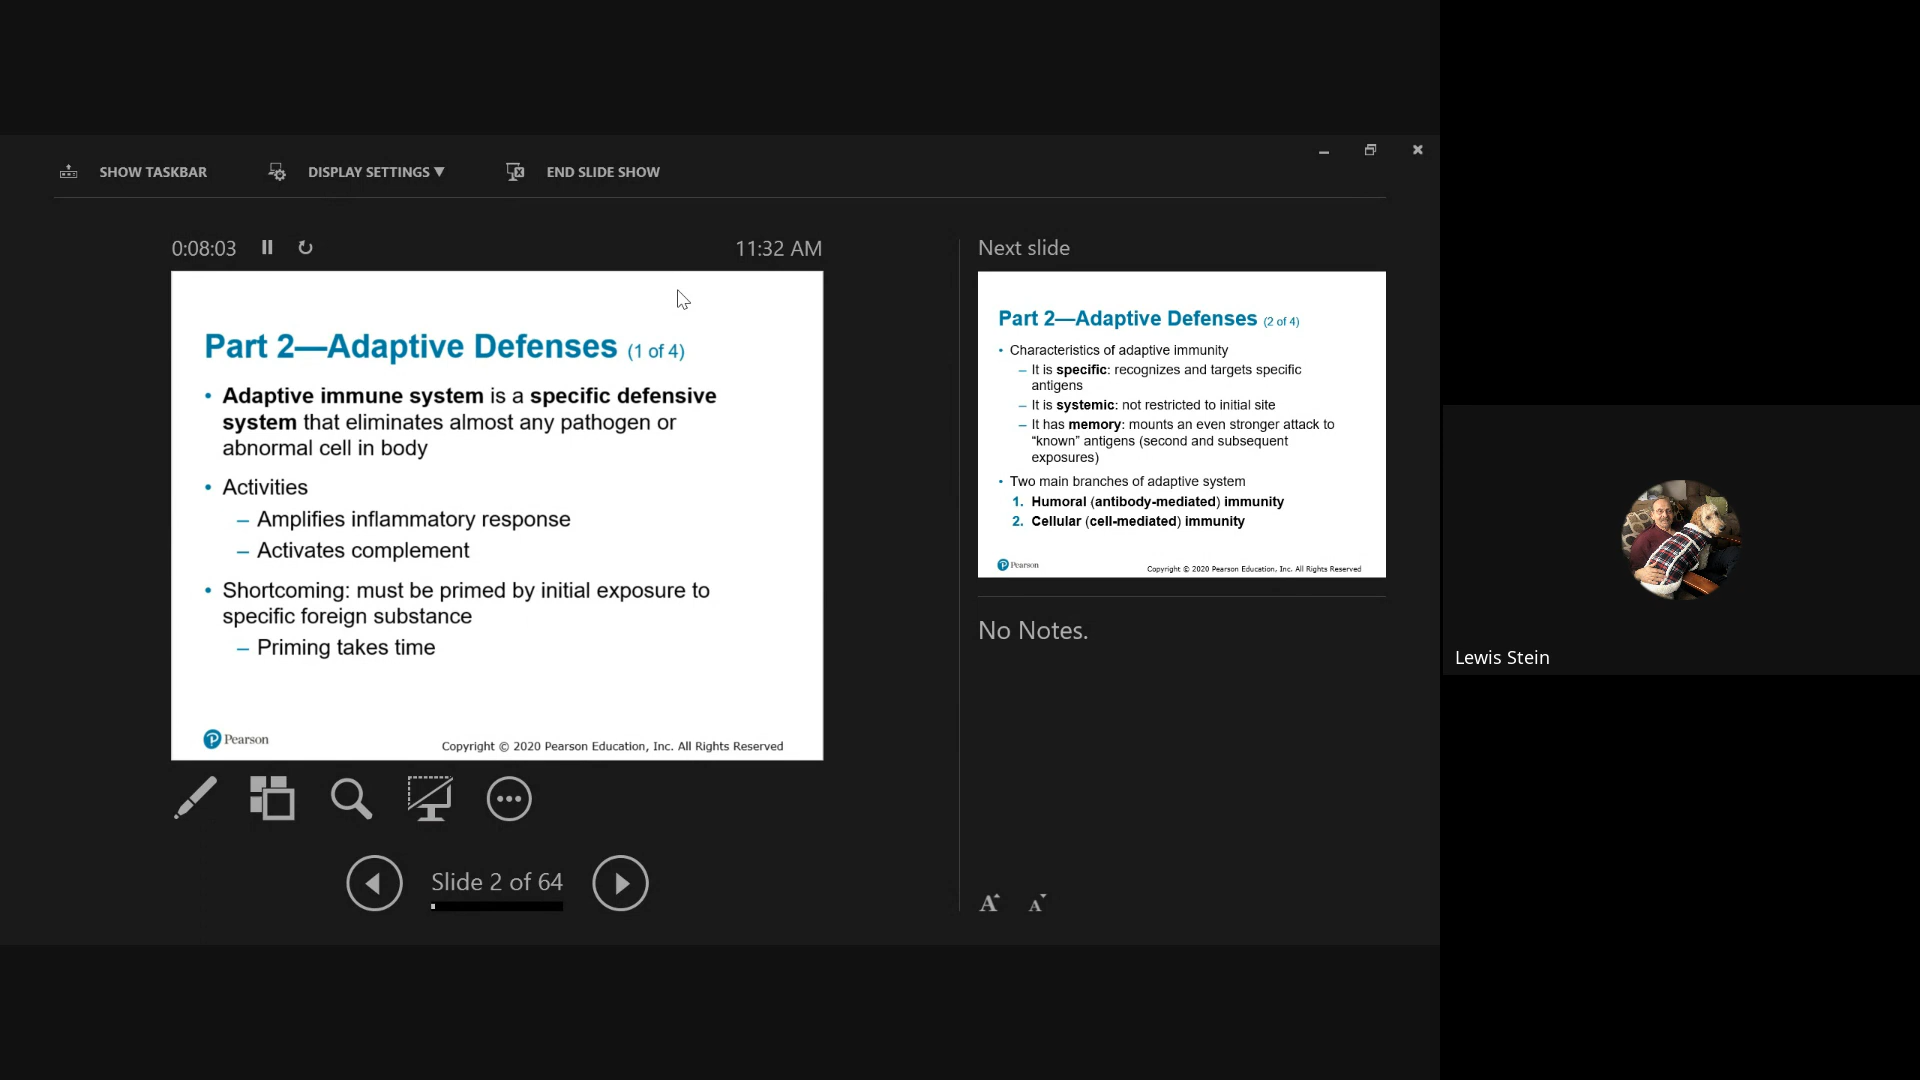 SHOW TASKBAR
DISPLAY SETTINGS ▼
END SLIDE SHOW
0:08:03
11:32 AM
Part 2—Adaptive Defenses (1 of 4)
• Adaptive immune system is a specific defensive
system that eliminates almost any pathogen or
abnormal cell in body
• Activities
– Amplifies inflammatory response
– Activates complement
• Shortcoming: must be primed by initial exposure to
specific foreign substance
– Priming takes time
Pearson
Copyright © 2020 Pearson Education, Inc. All Rights Reserved
Slide 2 of 64
Next slide
Part 2—Adaptive Defenses (2 of 4)
• Characteristics of adaptive immunity
– It is specific: recognizes and targets specific
antigens
– It is systemic: not restricted to initial site
– It has memory: mounts an even stronger attack to
“known” antigens (second and subsequent
exposures)
• Two main branches of adaptive system
1. Humoral (antibody-mediated) immunity
2. Cellular (cell-mediated) immunity
Pearson
Copyright © 2020 Pearson Education, Inc. All Rights Reserved
No Notes.
A A
Lewis Stein